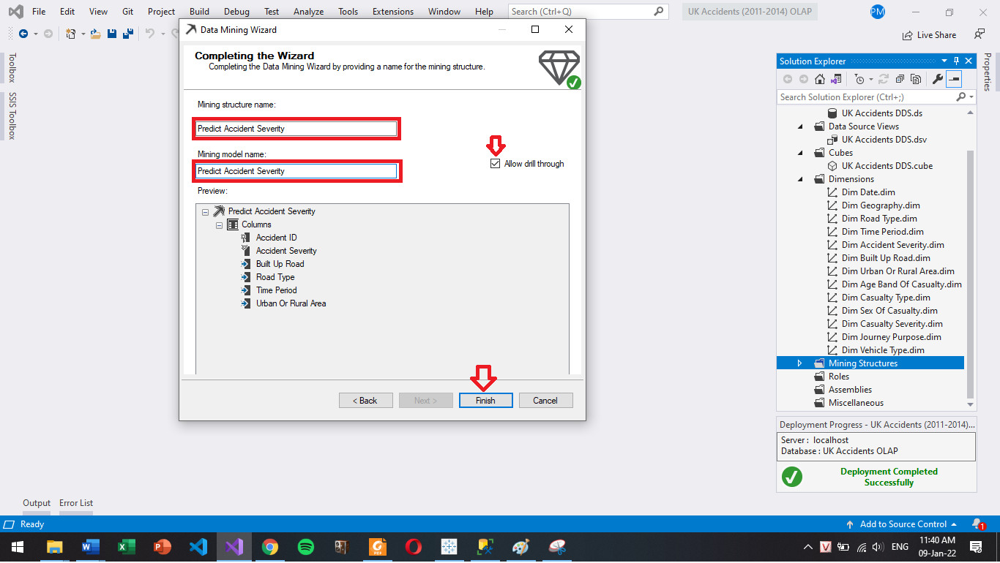 File Edit View Git Project Build Debug Test Analyze Tools Extensions Window Help Search (Ctrl+Q) UK Accidents (2011-2014) OLAP PM
Live Share
Toolbox
SSIS Toolbox
Data Mining Wizard
Completing the Wizard
Completing the Data Mining Wizard by providing a name for the mining structure.
Mining structure name:
Predict Accident Severity
Mining model name:
Predict Accident Severity
Allow drill through
Preview:
Predict Accident Severity
Columns
Accident ID
Accident Severity
Built Up Road
Road Type
Time Period
Urban Or Rural Area
< Back Next > Finish Cancel
Solution Explorer
Search Solution Explorer (Ctrl+;)
UK Accidents DDS.ds
Data Source Views
UK Accidents DDS.dsv
Cubes
UK Accidents DDS.cube
Dimensions
Dim Date.dim
Dim Geography.dim
Dim Road Type.dim
Dim Time Period.dim
Dim Accident Severity.dim
Dim Built Up Road.dim
Dim Urban Or Rural Area.dim
Dim Age Band Of Casualty.dim
Dim Casualty Type.dim
Dim Sex Of Casualty.dim
Dim Casualty Severity.dim
Dim Journey Purpose.dim
Dim Vehicle Type.dim
Mining Structures
Roles
Assemblies
Miscellaneous
Properties
Deployment Progress - UK Accidents (2011-2014)...
Server : localhost
Database : UK Accidents OLAP
Deployment Completed
Successfully
Output Error List
Ready Add to Source Control 1
ENG 11:40 AM
09-Jan-22